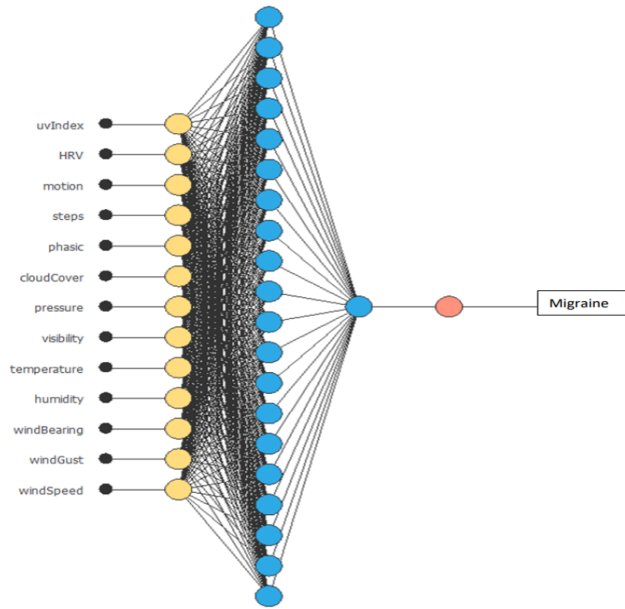 uvIndex
HRV
motion
steps
phasic
cloudCover
pressure
visibility
temperature
humidity
windBearing
windGust
windSpeed
Migraine